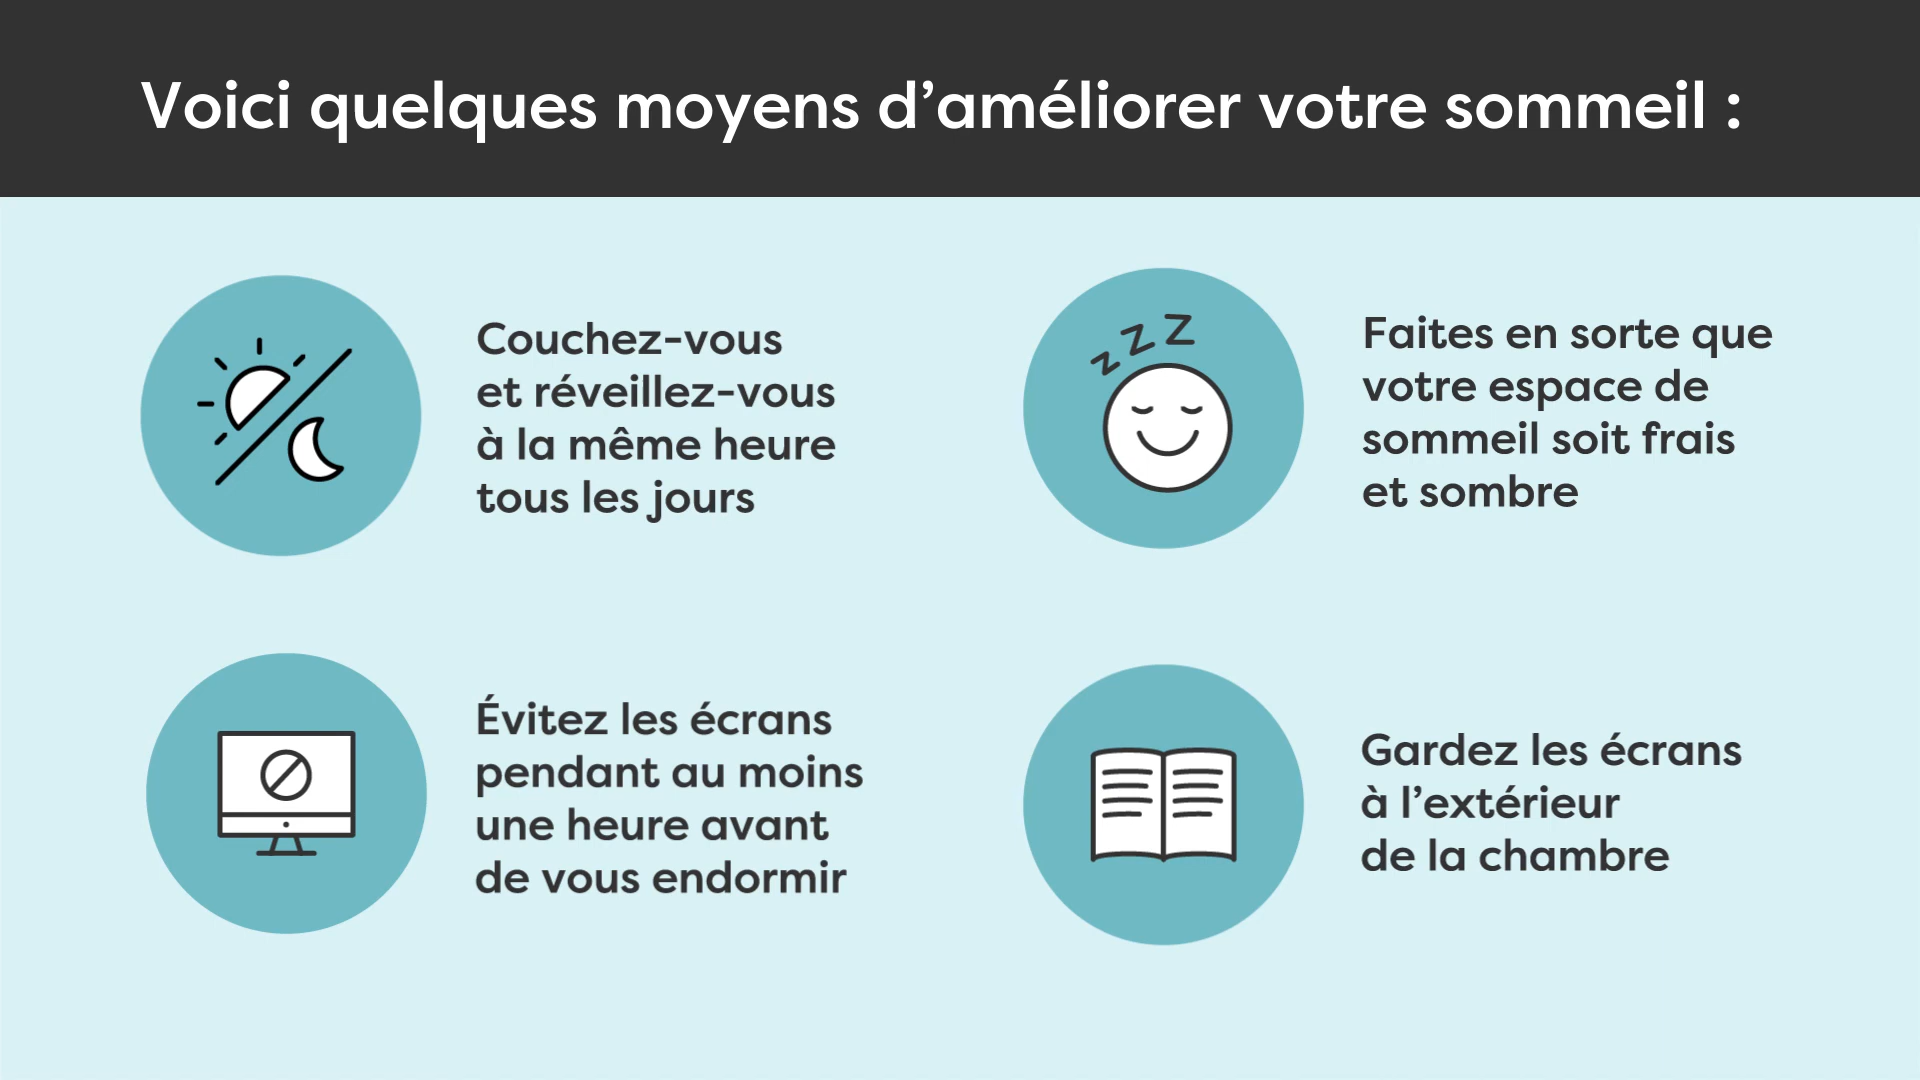 Voici quelques moyens d’améliorer votre sommeil :
Couchez-vous
et réveillez-vous
à la même heure
tous les jours
z z Z
Faites en sorte que
votre espace de
sommeil soit frais
et sombre
Évitez les écrans
pendant au moins
une heure avant
de vous endormir
Gardez les écrans
à l’extérieur
de la chambre